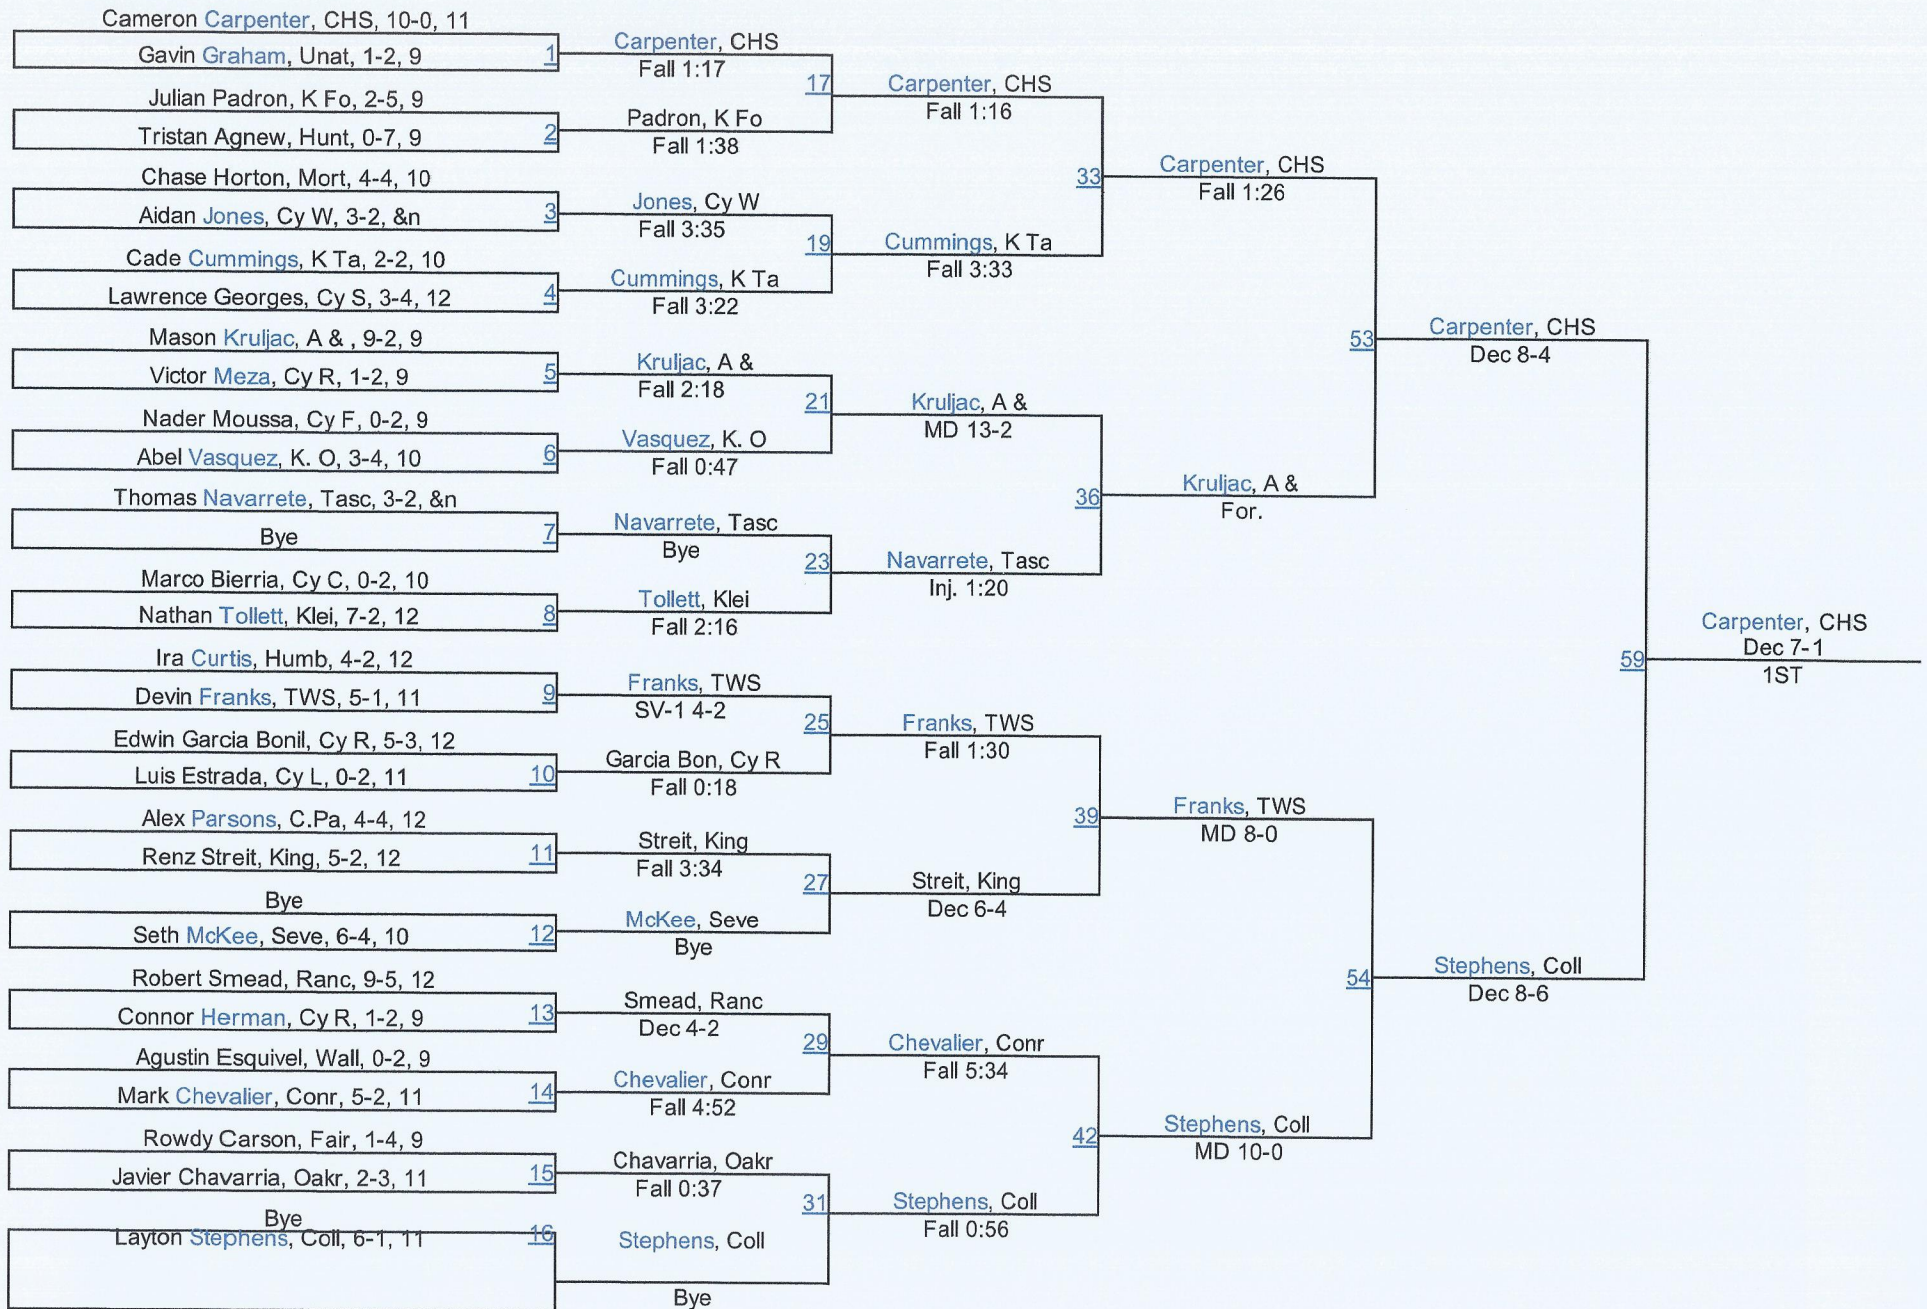 Cameron Carpenter, CHS, 10-0, 11
Gavin Graham, Unat, 1-2, 9
1
Julian Padron, K Fo, 2-5, 9
Tristan Agnew, Hunt, 0-7, 9
2
Chase Horton, Mort, 4-4, 10
Aidan Jones, Cy W, 3-2, &n
3
Cade Cummings, K Ta, 2-2, 10
Lawrence Georges, Cy S, 3-4, 12
4
Mason Kruljac, A & , 9-2, 9
Victor Meza, Cy R, 1-2, 9
5
Nader Moussa, Cy F, 0-2, 9
Abel Vasquez, K. O, 3-4, 10
6
Thomas Navarrete, Tasc, 3-2, &n
Bye
7
Marco Bierria, Cy C, 0-2, 10
Nathan Tollett, Klei, 7-2, 12
8
Ira Curtis, Humb, 4-2, 12
Devin Franks, TWS, 5-1, 11
9
Edwin Garcia Bonil, Cy R, 5-3, 12
Luis Estrada, Cy L, 0-2, 11
10
Alex Parsons, C.Pa, 4-4, 12
Renz Streit, King, 5-2, 12
11
Bye
Seth McKee, Seve, 6-4, 10
12
Robert Smead, Ranc, 9-5, 12
Connor Herman, Cy R, 1-2, 9
13
Agustin Esquivel, Wall, 0-2, 9
Mark Chevalier, Conr, 5-2, 11
14
Rowdy Carson, Fair, 1-4, 9
Javier Chavarria, Oakr, 2-3, 11
15
Bye
Layton Stephens, Coll, 6-1, 11
16
Carpenter, CHS
Fall 1:17
17
Padron, K Fo
Fall 1:38
Jones, Cy W
Fall 3:35
19
Cummings, K Ta
Fall 3:22
Kruljac, A &
Fall 2:18
21
Vasquez, K. O
Fall 0:47
Navarrete, Tasc
Bye
23
Tollett, Klei
Fall 2:16
Franks, TWS
SV-1 4-2
25
Garcia Bon, Cy R
Fall 0:18
Streit, King
Fall 3:34
27
McKee, Seve
Bye
Smead, Ranc
Dec 4-2
29
Chevalier, Conr
Fall 4:52
Chavarria, Oakr
Fall 0:37
31
Stephens, Coll
Bye
Carpenter, CHS
Fall 1:16
33
Cummings, K Ta
Fall 3:33
Kruljac, A &
MD 13-2
36
Navarrete, Tasc
Inj. 1:20
Franks, TWS
Fall 1:30
39
Streit, King
Dec 6-4
Chevalier, Conr
Fall 5:34
42
Stephens, Coll
Fall 0:56
Carpenter, CHS
Fall 1:26
53
Kruljac, A &
For.
Franks, TWS
MD 8-0
54
Stephens, Coll
MD 10-0
Carpenter, CHS
Dec 8-4
59
Stephens, Coll
Dec 8-6
Carpenter, CHS
Dec 7-1
1ST